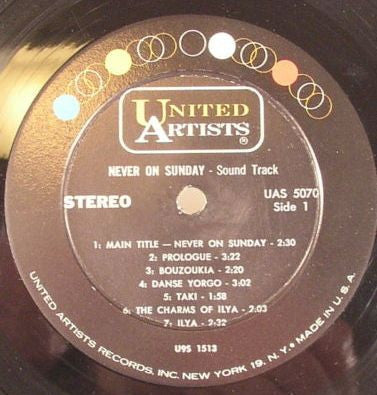 UNITED
ARTISTS®
NEVER ON SUNDAY - Sound Track
STEREO
UAS 5070
Side 1
1: MAIN TITLE — NEVER ON SUNDAY - 2:30
2: PROLOGUE - 3:22
3: BOUZOUKIA - 2:20
4: DANSE YORGO - 3:02
5: TAKI - 1:58
6: THE CHARMS OF ILYA - 2:03
7: ILYA - 2:32
U9S 1513
UNITED ARTISTS RECORDS, INC. NEW YORK 19, N.Y. • MADE IN U.S.A.